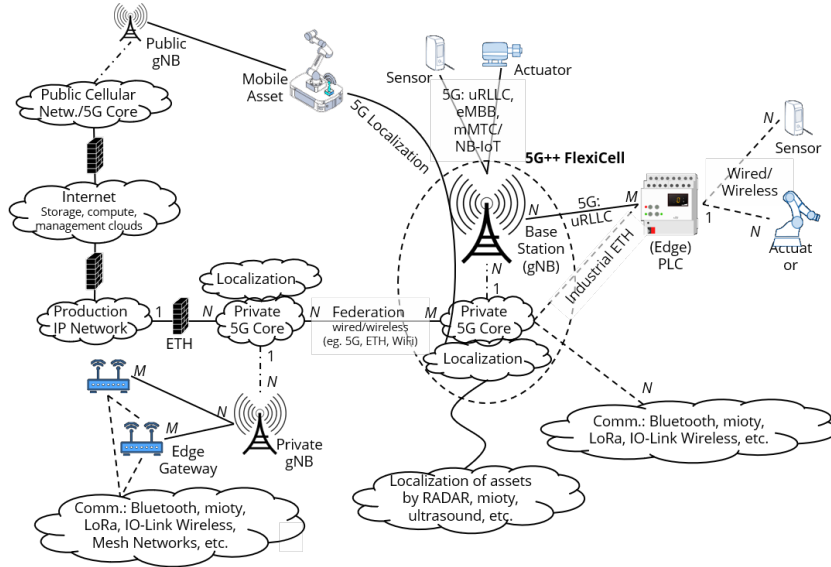 Public
gNB
Public Cellular
Netw./5G Core
Internet
Storage, compute,
management clouds
Production
IP Network
1
ETH
N
Localization
Private
5G Core
N
Federation
wired/wireless
(eg. 5G, ETH, WiFi)
M
1
N
Private
gNB
M
M
N
Edge
Gateway
Comm.: Bluetooth, mioty,
LoRa, IO-Link Wireless,
Mesh Networks, etc.
Mobile
Asset
5G Localization
Sensor
Actuator
5G: uRLLC,
eMBB,
mMTC/
NB-IoT
5G++ FlexiCell
N
Base
Station
(gNB)
5G:
uRLLC
M
N
1
Private
5G Core
Localization
Industrial ETH
(Edge)
PLC
1
Wired/
Wireless
N
Sensor
N
Actuat
or
N
Comm.: Bluetooth, mioty,
LoRa, IO-Link Wireless, etc.
Localization of assets
by RADAR, mioty,
ultrasound, etc.